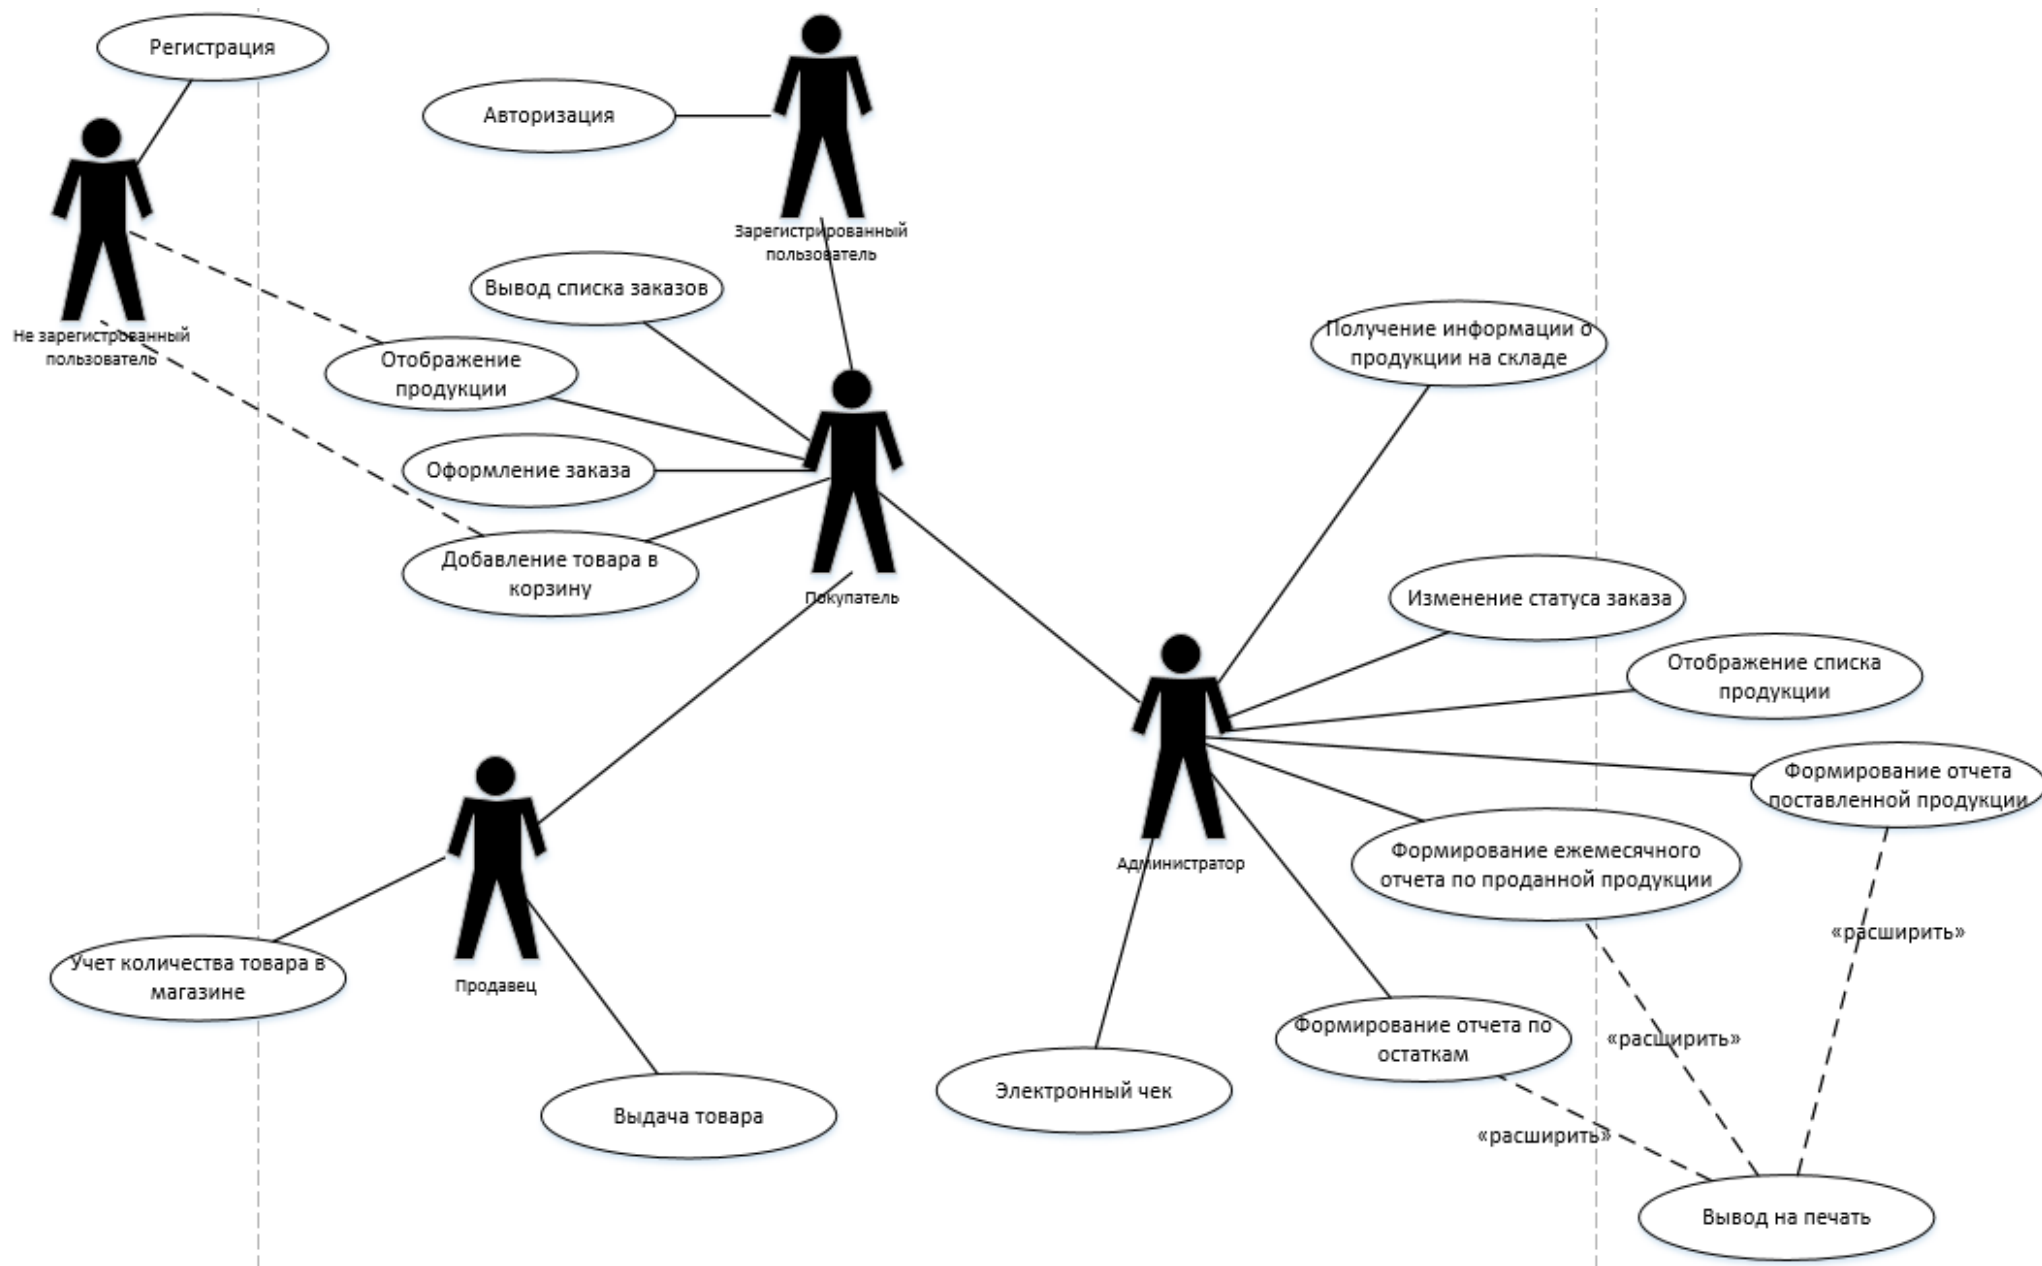 Регистрация
Авторизация
Зарегистрированный
пользователь
Вывод списка заказов
Не зарегистрированный
пользователь
Отображение
продукции
Получение информации о
продукции на складе
Оформление заказа
Добавление товара в
корзину
Покупатель
Изменение статуса заказа
Отображение списка
продукции
Формирование отчета
поставленной продукции
Администратор
Формирование ежемесячного
отчета по проданной продукции
«расширить»
Учет количества товара в
магазине
Продавец
Формирование отчета по
остаткам
«расширить»
Электронный чек
Выдача товара
«расширить»
Вывод на печать